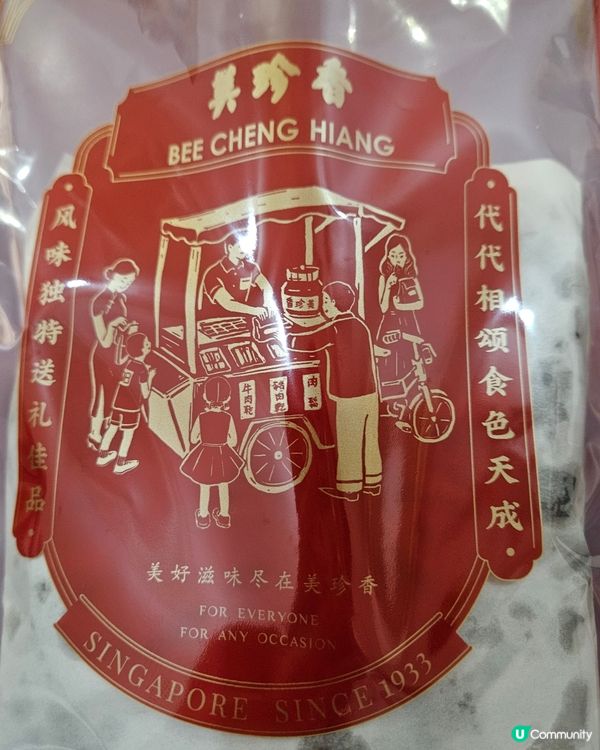 美珍香
BEE CHENG HIANG
风味独特送礼佳品
代代相颂食色天成
香珍美
牛肉乾
豬肉乾
肉鬆
美好滋味尽在美珍香
FOR EVERYONE
FOR ANY OCCASION
SINGAPORE SINCE 1933
U Community